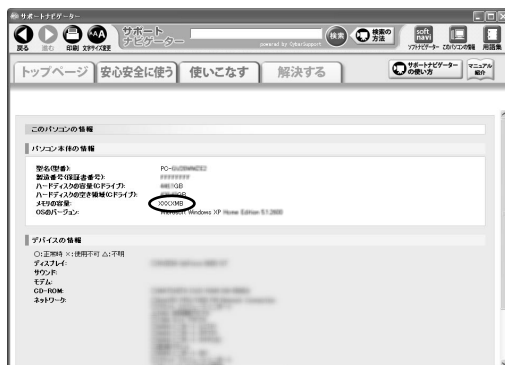 サポートナビゲーター
戻る 進む 印刷 文字サイズ変更 サポートナビゲーター powered by CyberSupport 検索 検索の方法 softnavi ソフトナビゲーター このパソコンの情報 用語集
トップページ 安心安全に使う 使いこなす 解決する サポートナビゲーターの使い方 マニュアル紹介
このパソコンの情報
パソコン本体の情報
型名(型番): PC-
製造番号(保証書番号):
ハードディスクの容量(Cドライブ): GB
ハードディスクの空き領域(Cドライブ): GB
メモリの容量: XXXXMB
OSのバージョン: Microsoft Windows XP Home Edition 5.1.2600
デバイスの情報
○:正常時 ×:使用不可 △:不明
ディスプレイ:
サウンド:
モデム:
CD-ROM:
ネットワーク: